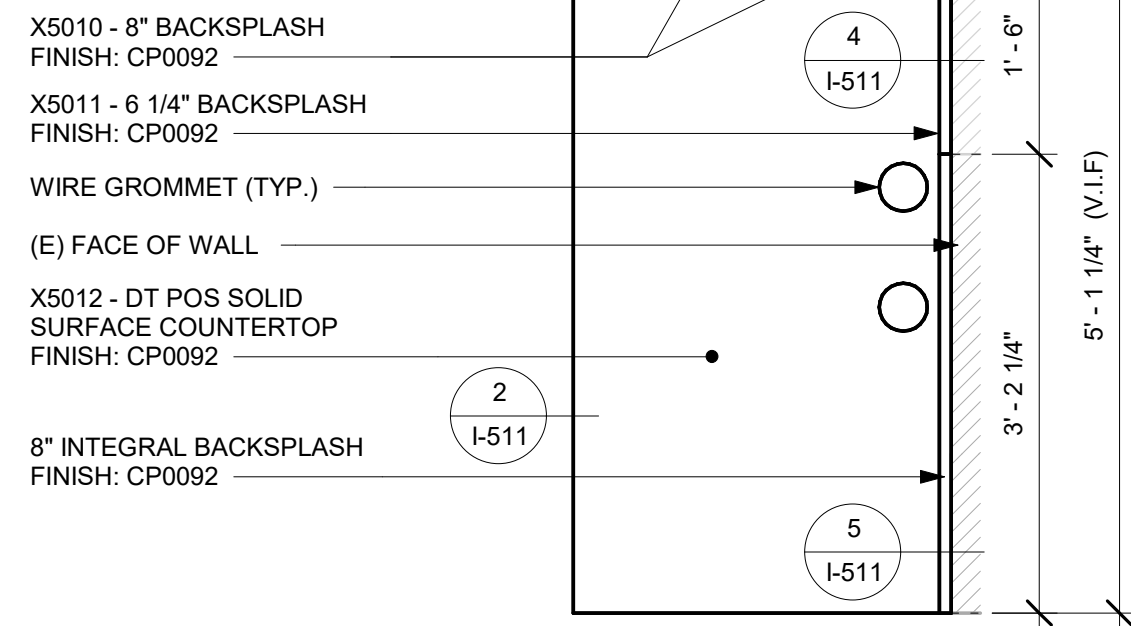 X5010 - 8" BACKSPLASH
FINISH: CP0092
X5011 - 6 1/4" BACKSPLASH
FINISH: CP0092
WIRE GROMMET (TYP.)
(E) FACE OF WALL
X5012 - DT POS SOLID
SURFACE COUNTERTOP
FINISH: CP0092
8" INTEGRAL BACKSPLASH
FINISH: CP0092
2
I-511
4
I-511
5
I-511
1' - 6"
3' - 2 1/4"
5' - 1 1/4" (V.I.F)